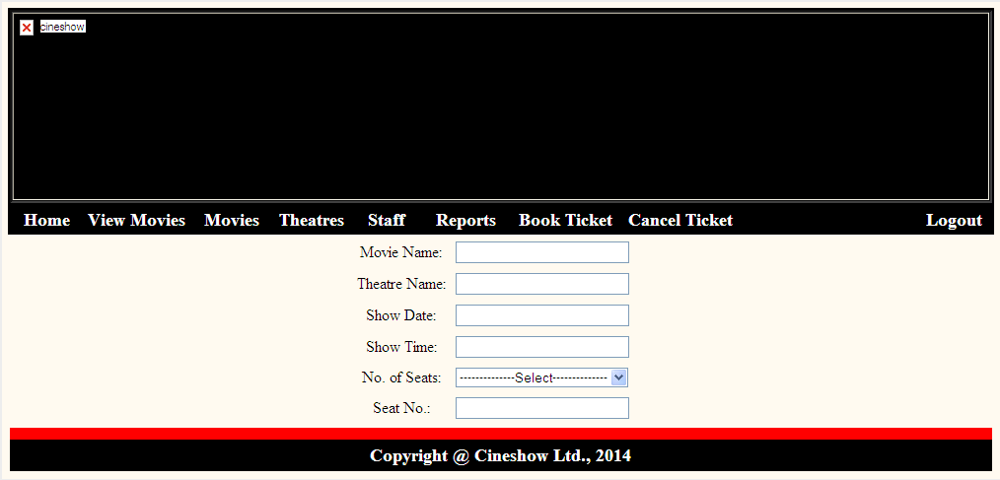 cineshow
Home View Movies Movies Theatres Staff Reports Book Ticket Cancel Ticket Logout
Movie Name:
Theatre Name:
Show Date:
Show Time:
No. of Seats: --------------Select--------------
Seat No.:
Copyright @ Cineshow Ltd., 2014